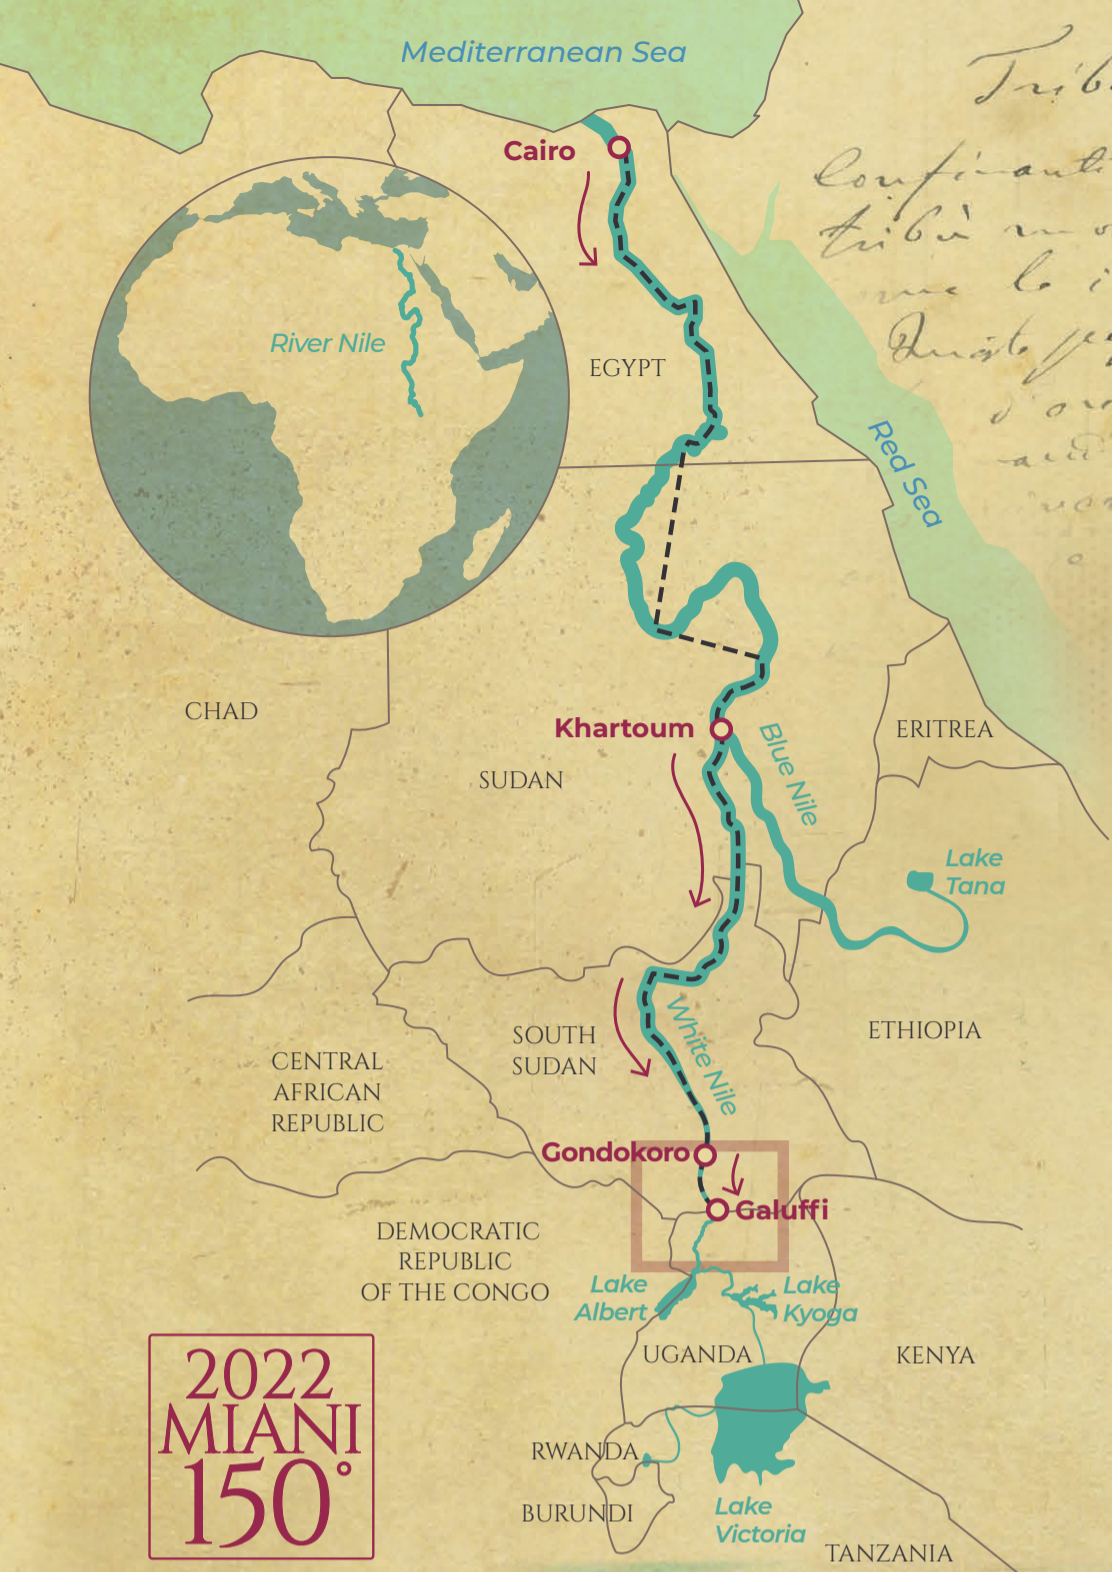 Mediterranean Sea
Cairo
River Nile
EGYPT
Red Sea
CHAD
Khartoum
Blue Nile
ERITREA
SUDAN
Lake
Tana
White Nile
SOUTH
SUDAN
ETHIOPIA
CENTRAL
AFRICAN
REPUBLIC
Gondokoro
Galuffi
DEMOCRATIC
REPUBLIC
OF THE CONGO
Lake
Albert
Lake
Kyoga
UGANDA
KENYA
2022
MIANI
150°
RWANDA
BURUNDI
Lake
Victoria
TANZANIA
tribù